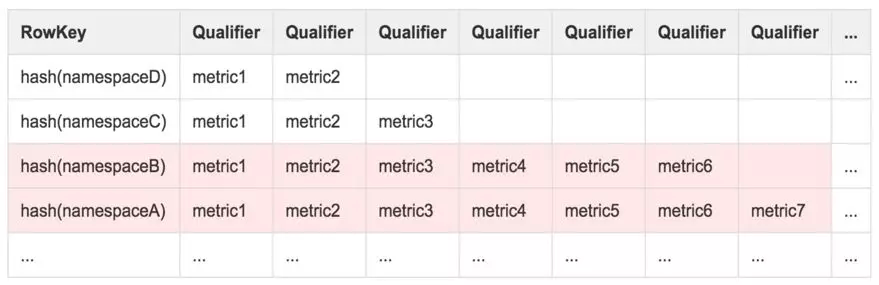 RowKey Qualifier Qualifier Qualifier Qualifier Qualifier Qualifier Qualifier ...
hash(namespaceD) metric1 metric2 ...
hash(namespaceC) metric1 metric2 metric3
hash(namespaceB) metric1 metric2 metric3 metric4 metric5 metric6 ...
hash(namespaceA) metric1 metric2 metric3 metric4 metric5 metric6 metric7 ...
... ... ... ... ... ... ... ... ...